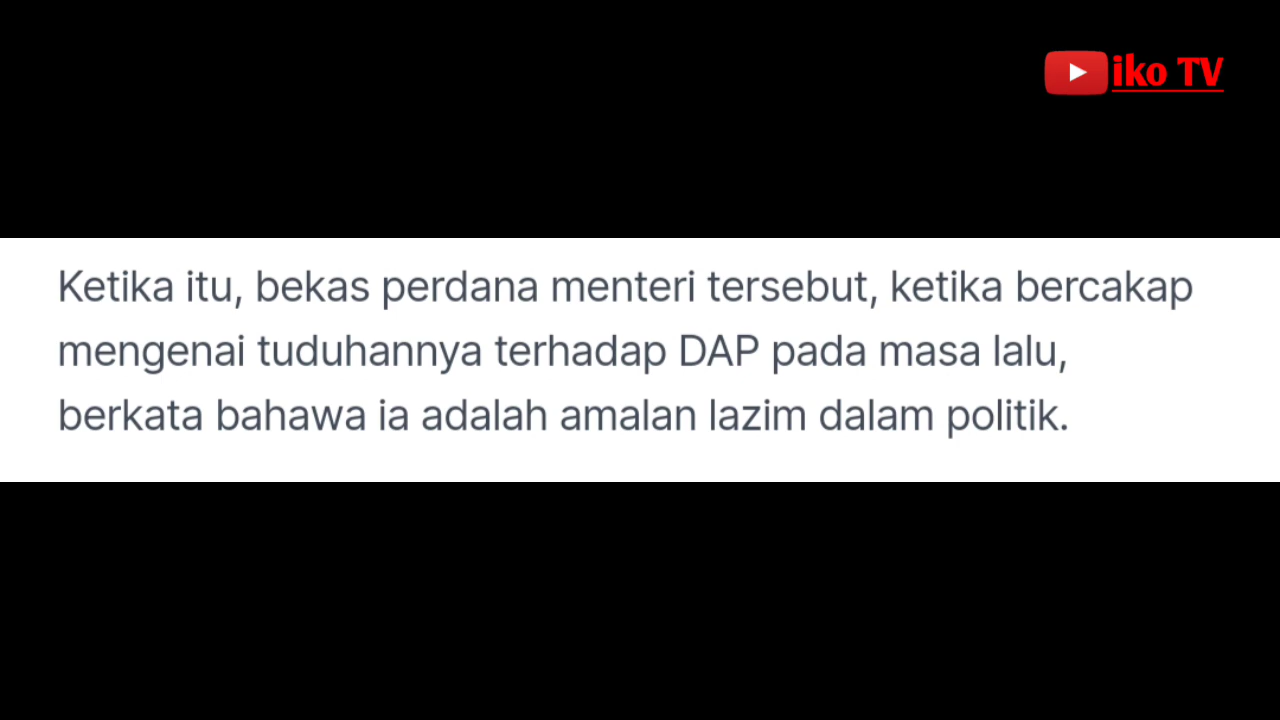 iko TV
Ketika itu, bekas perdana menteri tersebut, ketika bercakap
mengenai tuduhannya terhadap DAP pada masa lalu,
berkata bahawa ia adalah amalan lazim dalam politik.